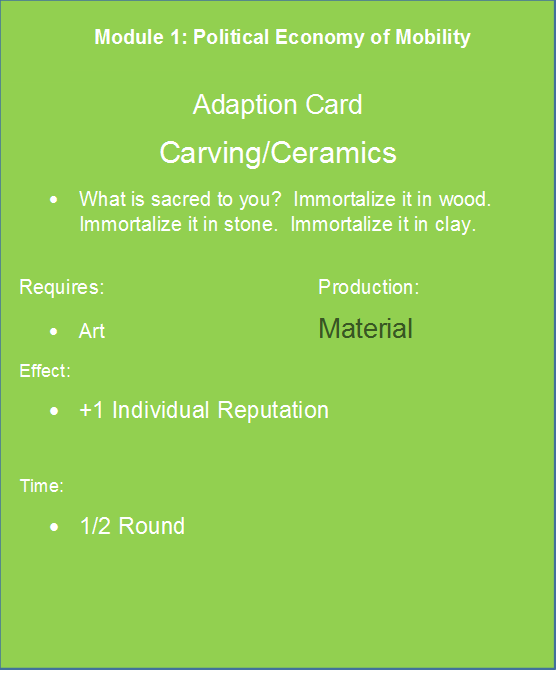 Module 1: Political Economy of Mobility
Adaption Card
Carving/Ceramics
• What is sacred to you?  Immortalize it in wood.
Immortalize it in stone.  Immortalize it in clay.
Requires:
Production:
• Art
Material
Effect:
• +1 Individual Reputation
Time:
• 1/2 Round